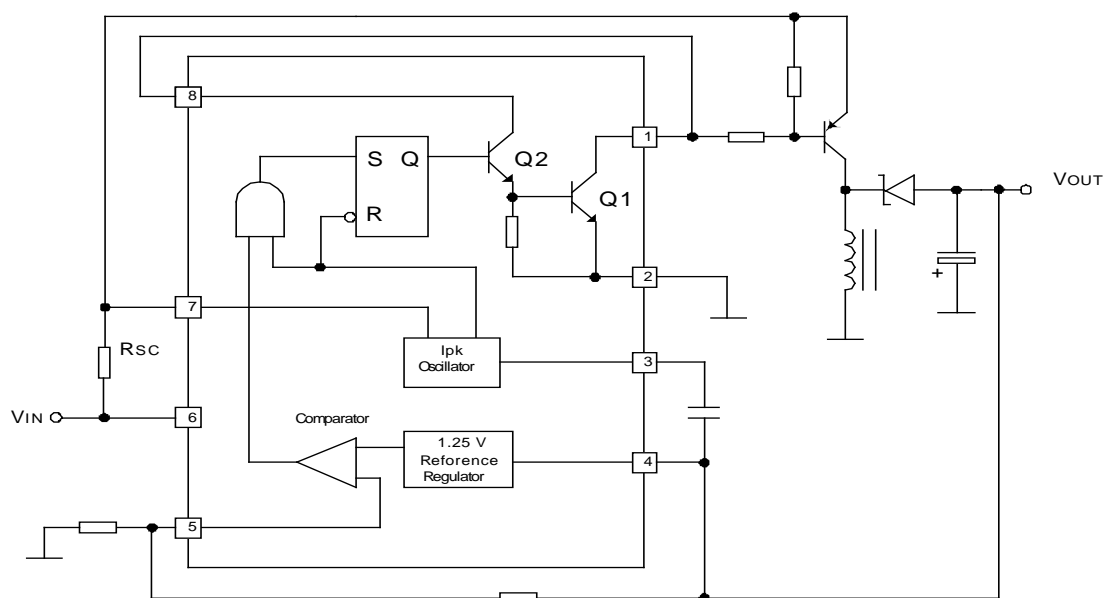 8
1
S Q
Q2
R
Q1
VOUT
2
+
7
RSC
Ipk
Oscillator
3
VIN
6
Comparator
1.25 V
Reforence
Regulator
4
5